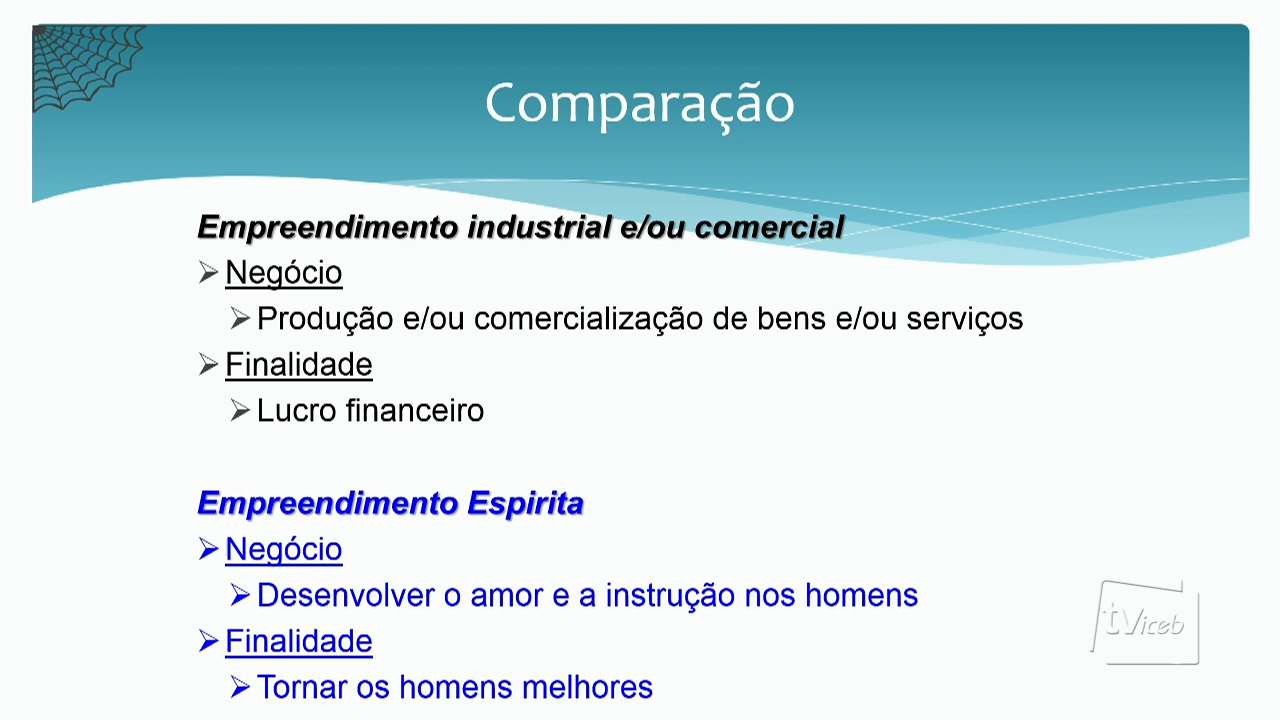 Comparação
Empreendimento industrial e/ou comercial
Negócio
Produção e/ou comercialização de bens e/ou serviços
Finalidade
Lucro financeiro
Empreendimento Espirita
Negócio
Desenvolver o amor e a instrução nos homens
Finalidade
Tornar os homens melhores
tViceb